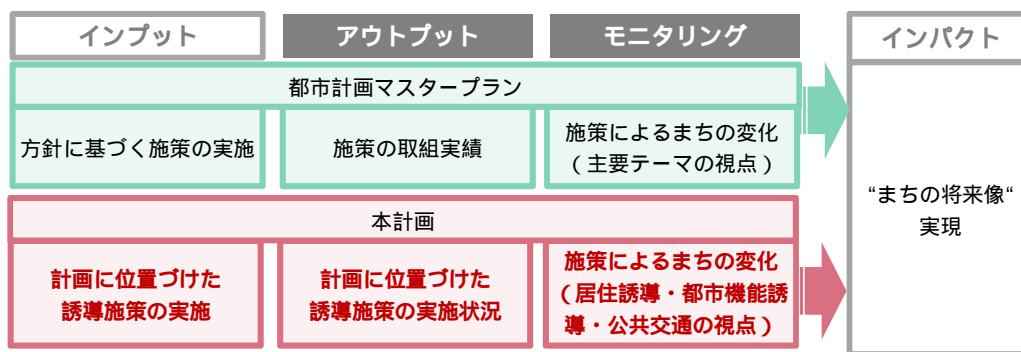 インプット
アウトプット
モニタリング
インパクト
都市計画マスタープラン
方針に基づく施策の実施
施策の取組実績
施策によるまちの変化
(主要テーマの視点)
本計画
計画に位置づけた
誘導施策の実施
計画に位置づけた
誘導施策の実施状況
施策によるまちの変化
(居住誘導・都市機能誘
導・公共交通の視点)
“まちの将来像“
実現